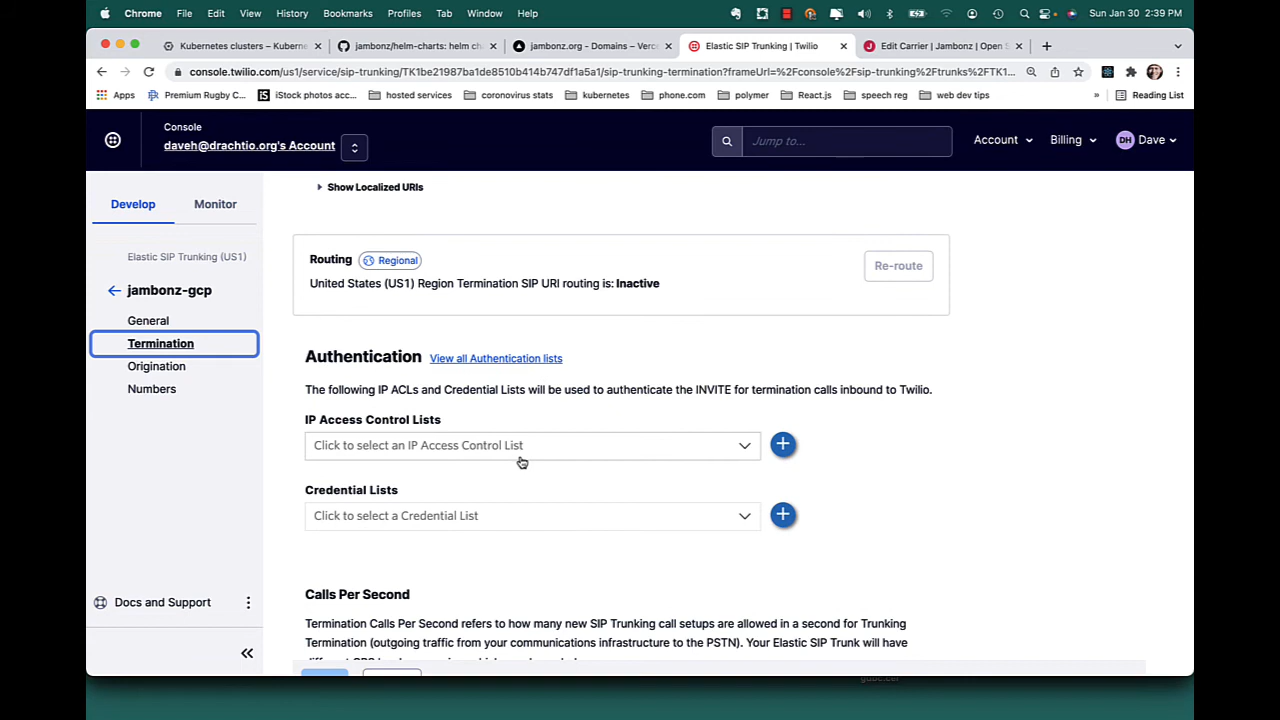 Chrome File Edit View History Bookmarks Profiles Tab Window Help Sun Jan 30 2:39 PM
Kubernetes clusters – Kuberne jambonz/helm-charts: helm ch jambonz.org - Domains – Verce Elastic SIP Trunking | Twilio Edit Carrier | Jambonz | Open S
console.twilio.com/us1/service/sip-trunking/TK1be21987ba1de8510b414b747df1a5a1/sip-trunking-termination?frameUrl=%2Fconsole%2Fsip-trunking%2Ftrunks%2FTK1...
Apps Premium Rugby C... iStock photos acc... hosted services coronovirus stats kubernetes phone.com polymer React.js speech reg web dev tips » Reading List
Console
daveh@drachtio.org's Account
Jump to...
Account Billing DH Dave
Develop Monitor
Elastic SIP Trunking (US1)
jambonz-gcp
General
Termination
Origination
Numbers
Docs and Support
Show Localized URIs
Routing Regional
United States (US1) Region Termination SIP URI routing is: Inactive
Re-route
Authentication View all Authentication lists
The following IP ACLs and Credential Lists will be used to authenticate the INVITE for termination calls inbound to Twilio.
IP Access Control Lists
Click to select an IP Access Control List
Credential Lists
Click to select a Credential List
Calls Per Second
Termination Calls Per Second refers to how many new SIP Trunking call setups are allowed in a second for Trunking
Termination (outgoing traffic from your communications infrastructure to the PSTN). Your Elastic SIP Trunk will have